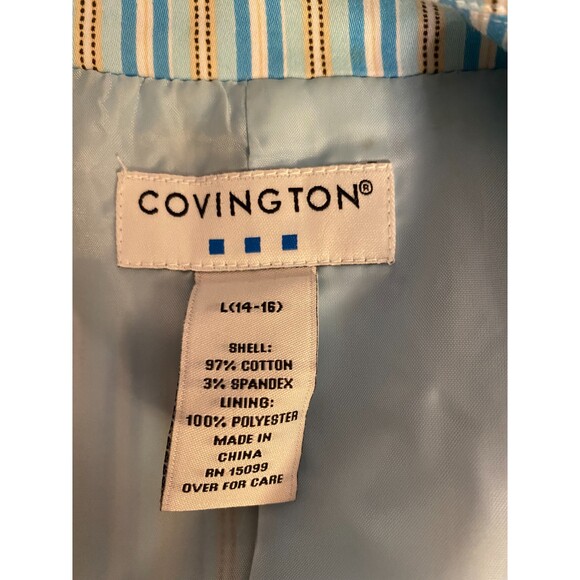 COVINGTON®
L(14-16)
SHELL:
97% COTTON
3% SPANDEX
LINING:
100% POLYESTER
MADE IN
CHINA
RN 15099
OVER FOR CARE